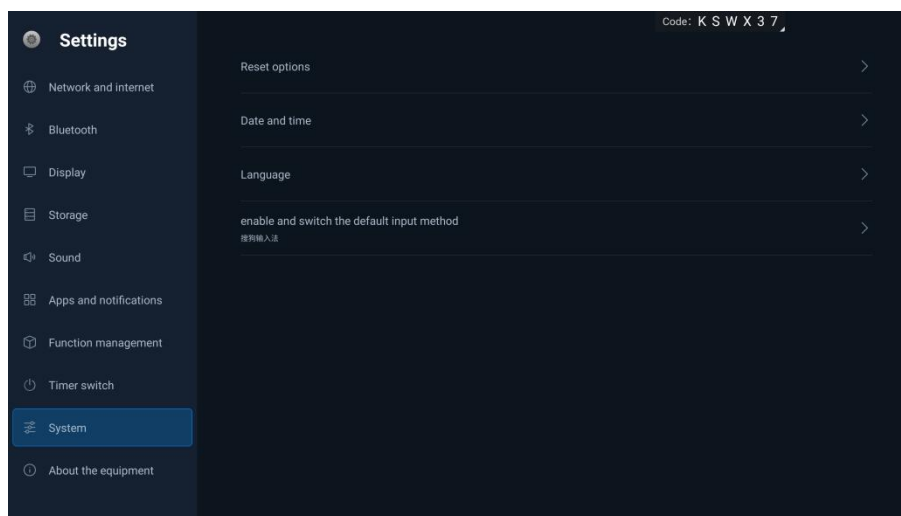 Code: K S W X 3 7
Settings
Network and internet
Bluetooth
Display
Storage
Sound
Apps and notifications
Function management
Timer switch
System
About the equipment
Reset options
Date and time
Language
enable and switch the default input method
搜狗输入法